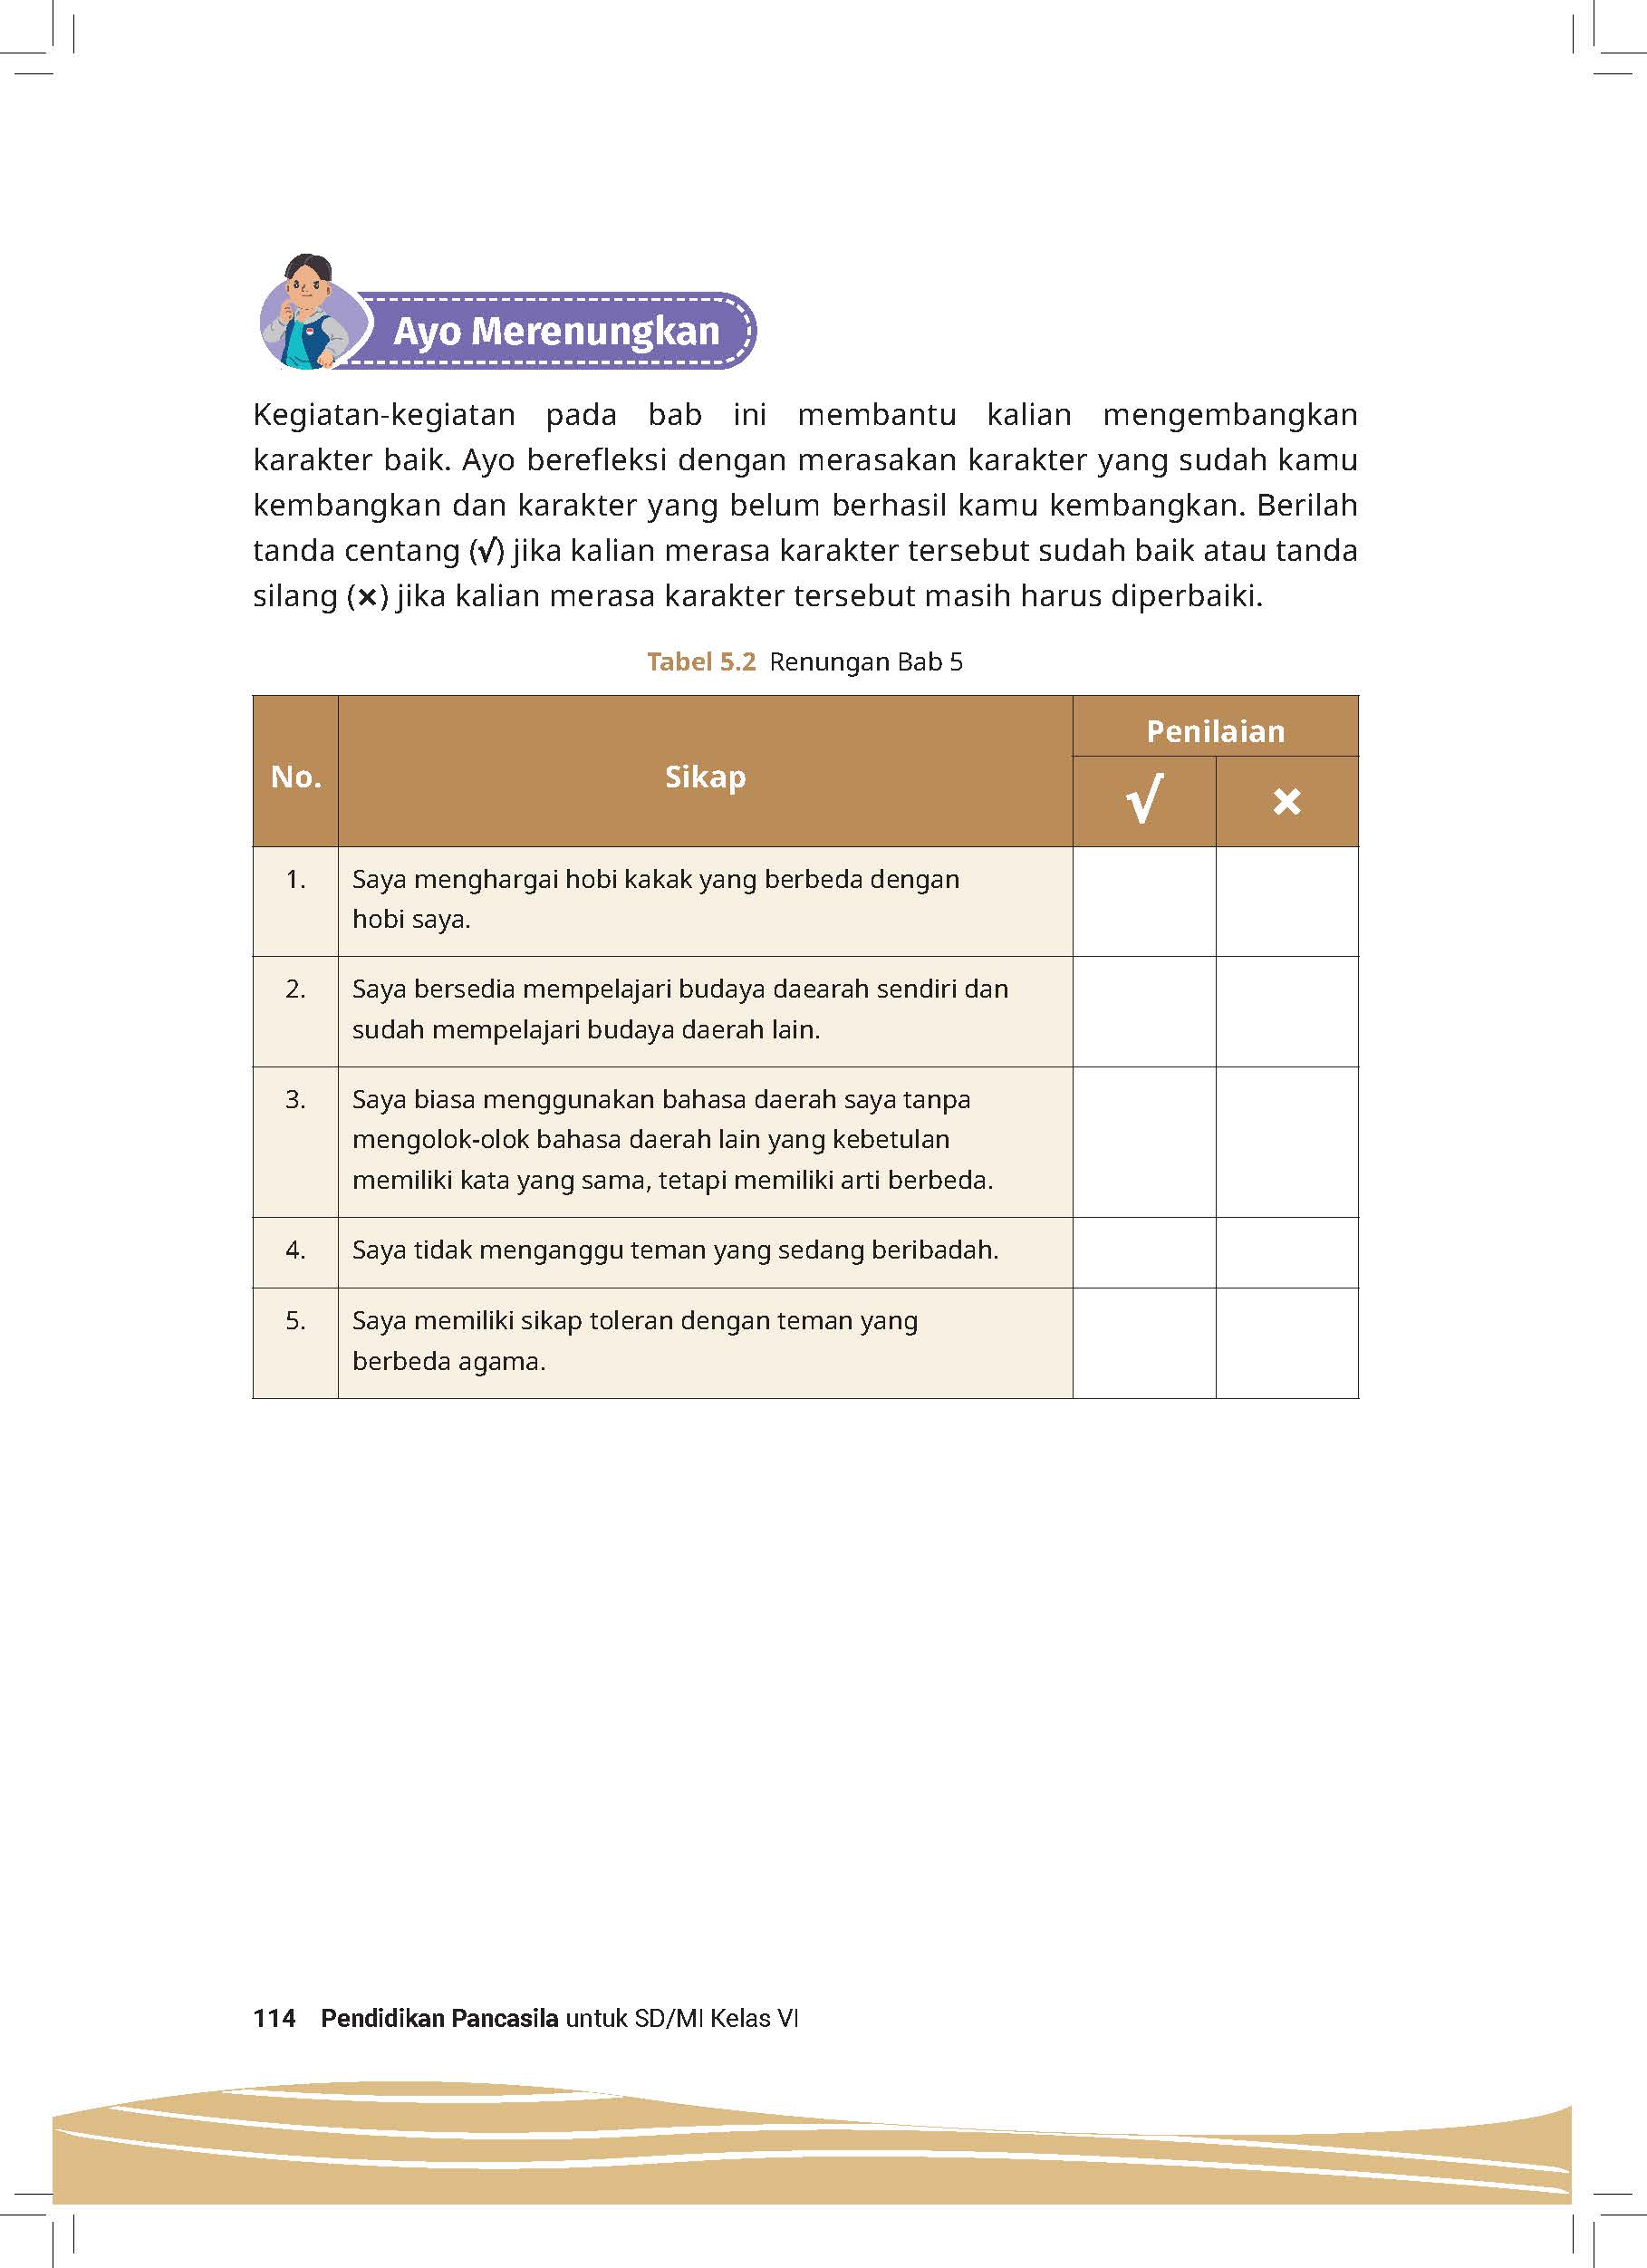 Ayo Merenungkan
Kegiatan-kegiatan pada bab ini membantu kalian mengembangkan
karakter baik. Ayo berefleksi dengan merasakan karakter yang sudah kamu
kembangkan dan karakter yang belum berhasil kamu kembangkan. Berilah
tanda centang (√) jika kalian merasa karakter tersebut sudah baik atau tanda
silang (×) jika kalian merasa karakter tersebut masih harus diperbaiki.
Tabel 5.2 Renungan Bab 5
No. Sikap Penilaian
√ ×
1. Saya menghargai hobi kakak yang berbeda dengan
hobi saya.
2. Saya bersedia mempelajari budaya daearah sendiri dan
sudah mempelajari budaya daerah lain.
3. Saya biasa menggunakan bahasa daerah saya tanpa
mengolok-olok bahasa daerah lain yang kebetulan
memiliki kata yang sama, tetapi memiliki arti berbeda.
4. Saya tidak menganggu teman yang sedang beribadah.
5. Saya memiliki sikap toleran dengan teman yang
berbeda agama.
114 Pendidikan Pancasila untuk SD/MI Kelas VI